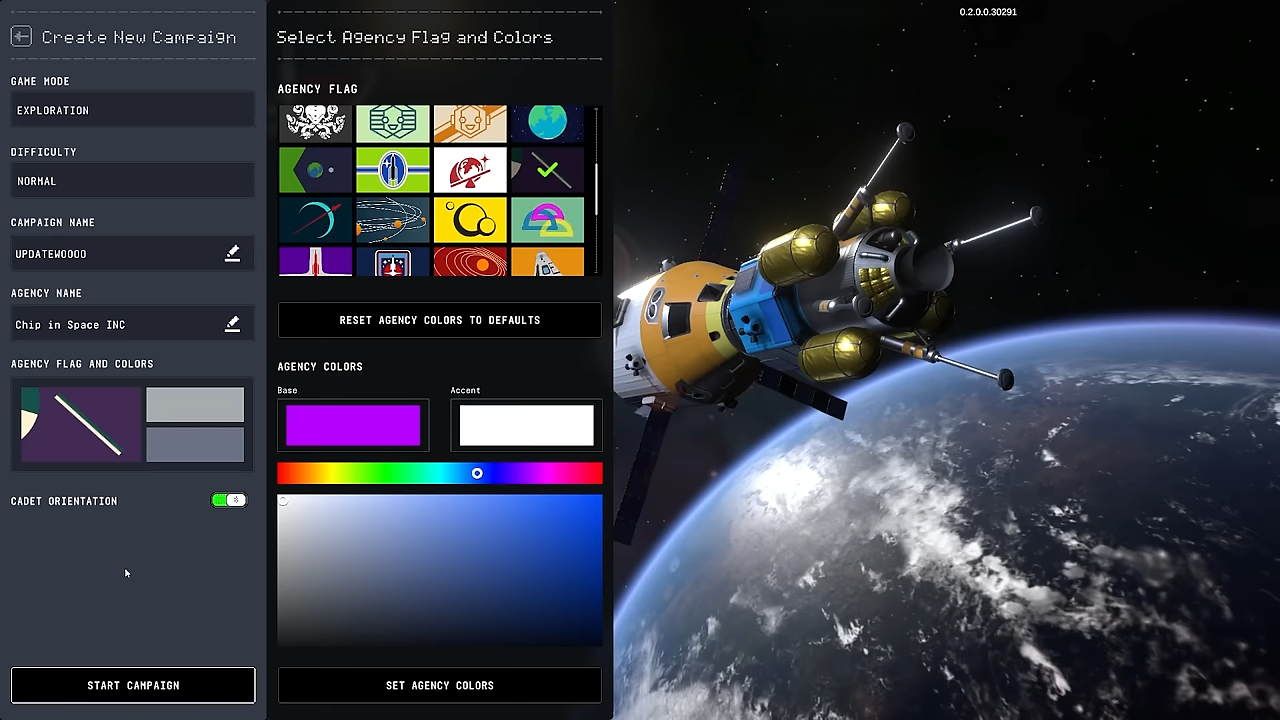 0.2.0.0.30291
Create New Campaign
GAME MODE
EXPLORATION
DIFFICULTY
NORMAL
CAMPAIGN NAME
UPDATEWOOOO
AGENCY NAME
Chip in Space INC
AGENCY FLAG AND COLORS
CADET ORIENTATION
START CAMPAIGN
Select Agency Flag and Colors
AGENCY FLAG
RESET AGENCY COLORS TO DEFAULTS
AGENCY COLORS
Base
Accent
SET AGENCY COLORS